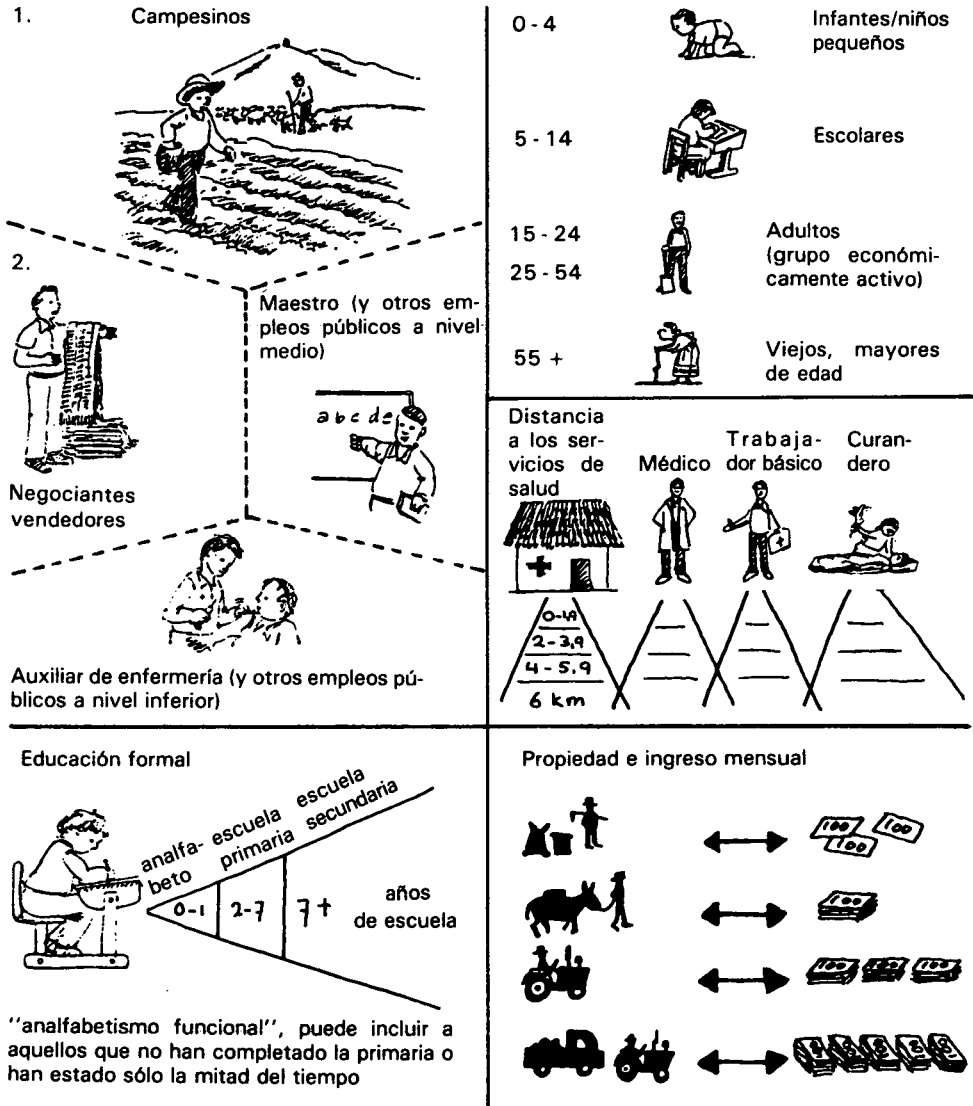 1. Campesinos
2.
Maestro (y otros em-
pleos públicos a nivel
medio)
a b c d e
Negociantes
vendedores
Auxiliar de enfermería (y otros empleos pú-
blicos a nivel inferior)
0 - 4 Infantes/niños
pequeños
5 - 14 Escolares
15 - 24 Adultos
25 - 54 (grupo económi-
camente activo)
55 + Viejos, mayores
de edad
Distancia
a los ser-
vicios de
salud
Médico
Trabaja-
dor básico
Curan-
dero
0-1,9
2-3,9
4-5.9
6 km
Educación formal
analfa-
beto
escuela
primaria
escuela
secundaria
0-1 2-7 7+
años
de escuela
"analfabetismo funcional", puede incluir a
aquellos que no han completado la primaria o
han estado sólo la mitad del tiempo
Propiedad e ingreso mensual
100 100
100
100 100